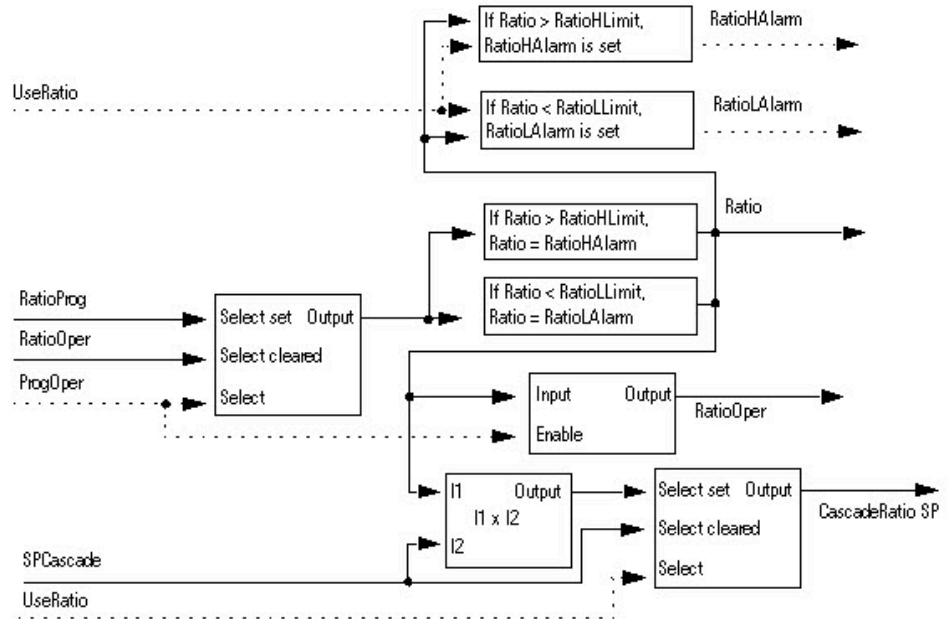 If Ratio > RatioHLimit,
RatioHAlarm is set
RatioHAlarm
UseRatio
If Ratio < RatioLLimit,
RatioLAlarm is set
RatioLAlarm
If Ratio > RatioHLimit,
Ratio = RatioHAlarm
Ratio
If Ratio < RatioLLimit,
Ratio = RatioLAlarm
RatioProg
RatioOper
ProgOper
Select set Output
Select cleared
Select
Input Output
Enable
RatioOper
I1 Output
I1 x I2
I2
Select set Output
Select cleared
Select
CascadeRatio SP
SPCascade
UseRatio